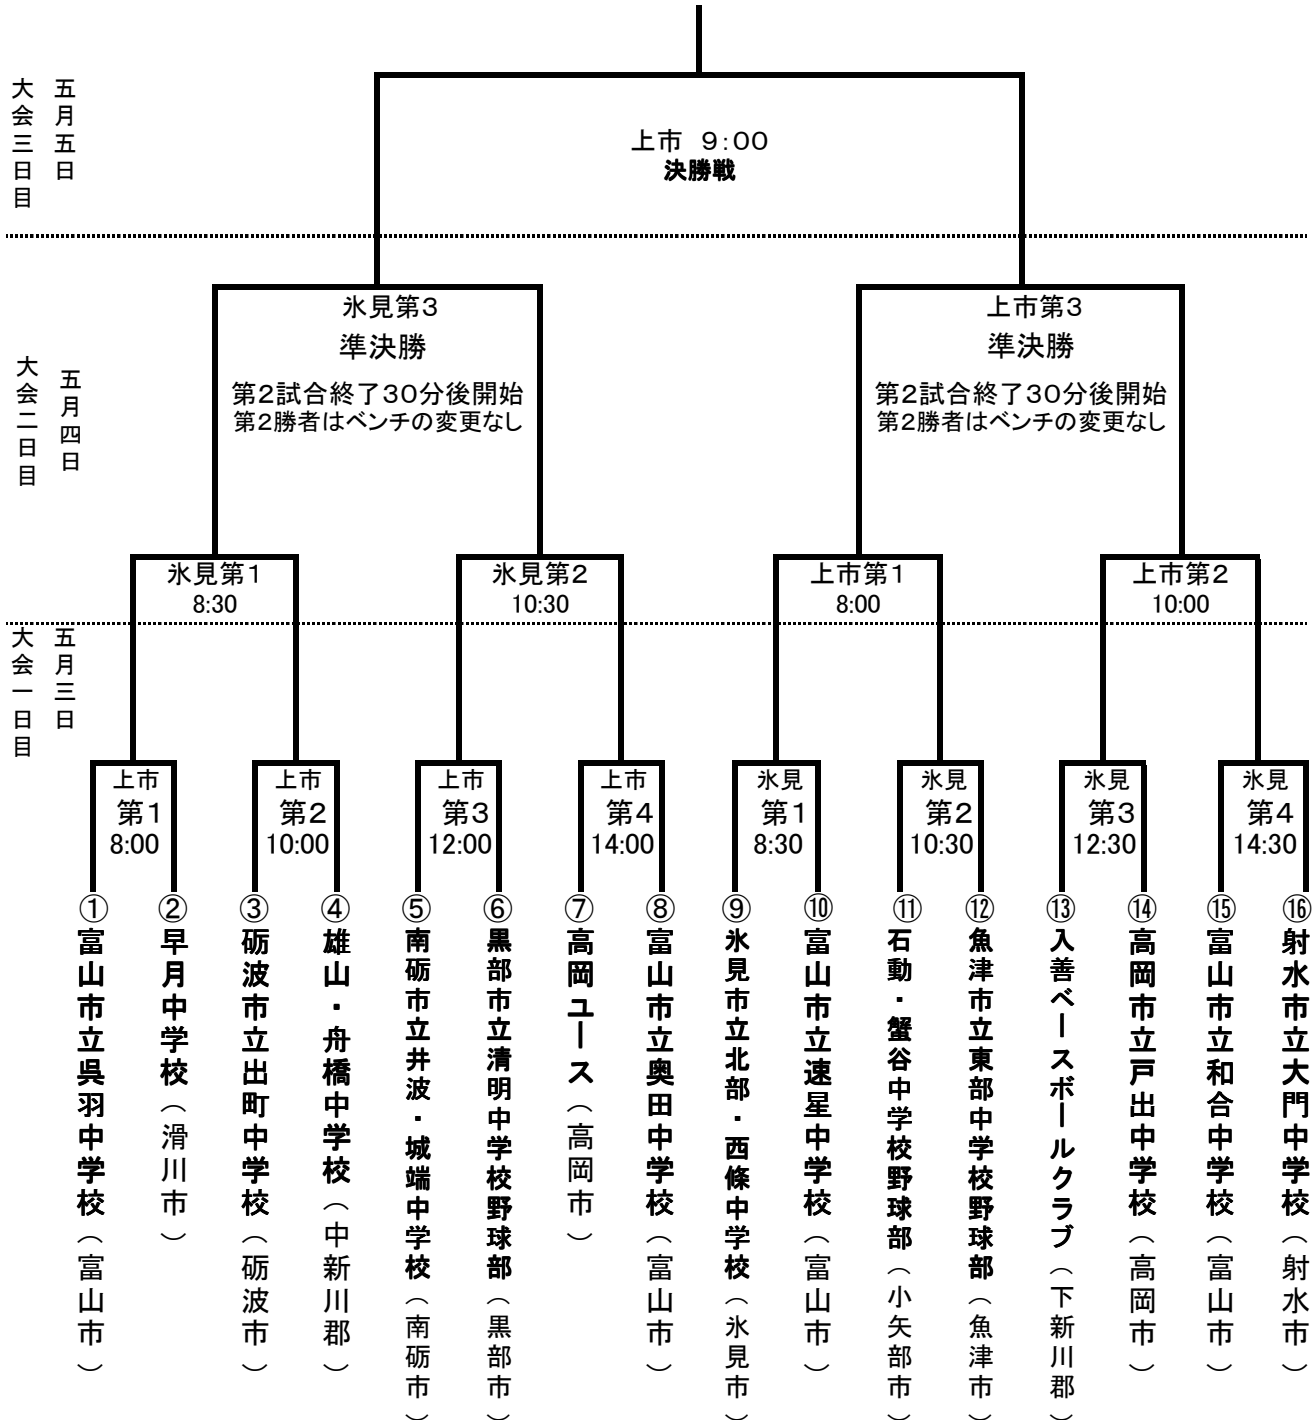 大会三日目
五月五日
上市 9:00
決勝戦
大会二日目
五月四日
氷見第3
準決勝
第2試合終了30分後開始
第2勝者はベンチの変更なし
上市第3
準決勝
第2試合終了30分後開始
第2勝者はベンチの変更なし
氷見第1
8:30
氷見第2
10:30
上市第1
8:00
上市第2
10:00
大会一日目
五月三日
上市
第1
8:00
上市
第2
10:00
上市
第3
12:00
上市
第4
14:00
氷見
第1
8:30
氷見
第2
10:30
氷見
第3
12:30
氷見
第4
14:30
①富山市立呉羽中学校（富山市）
②早月中学校（滑川市）
③砺波市立出町中学校（砺波市）
④雄山・舟橋中学校（中新川郡）
⑤南砺市立井波・城端中学校（南砺市）
⑥黒部市立清明中学校野球部（黒部市）
⑦高岡ユース（高岡市）
⑧富山市立奥田中学校（富山市）
⑨氷見市立北部・西條中学校（氷見市）
⑩富山市立速星中学校（富山市）
⑪石動・蟹谷中学校野球部（小矢部市）
⑫魚津市立東部中学校野球部（魚津市）
⑬入善ベースボールクラブ（下新川郡）
⑭高岡市立戸出中学校（高岡市）
⑮富山市立和合中学校（富山市）
⑯射水市立大門中学校（射水市）